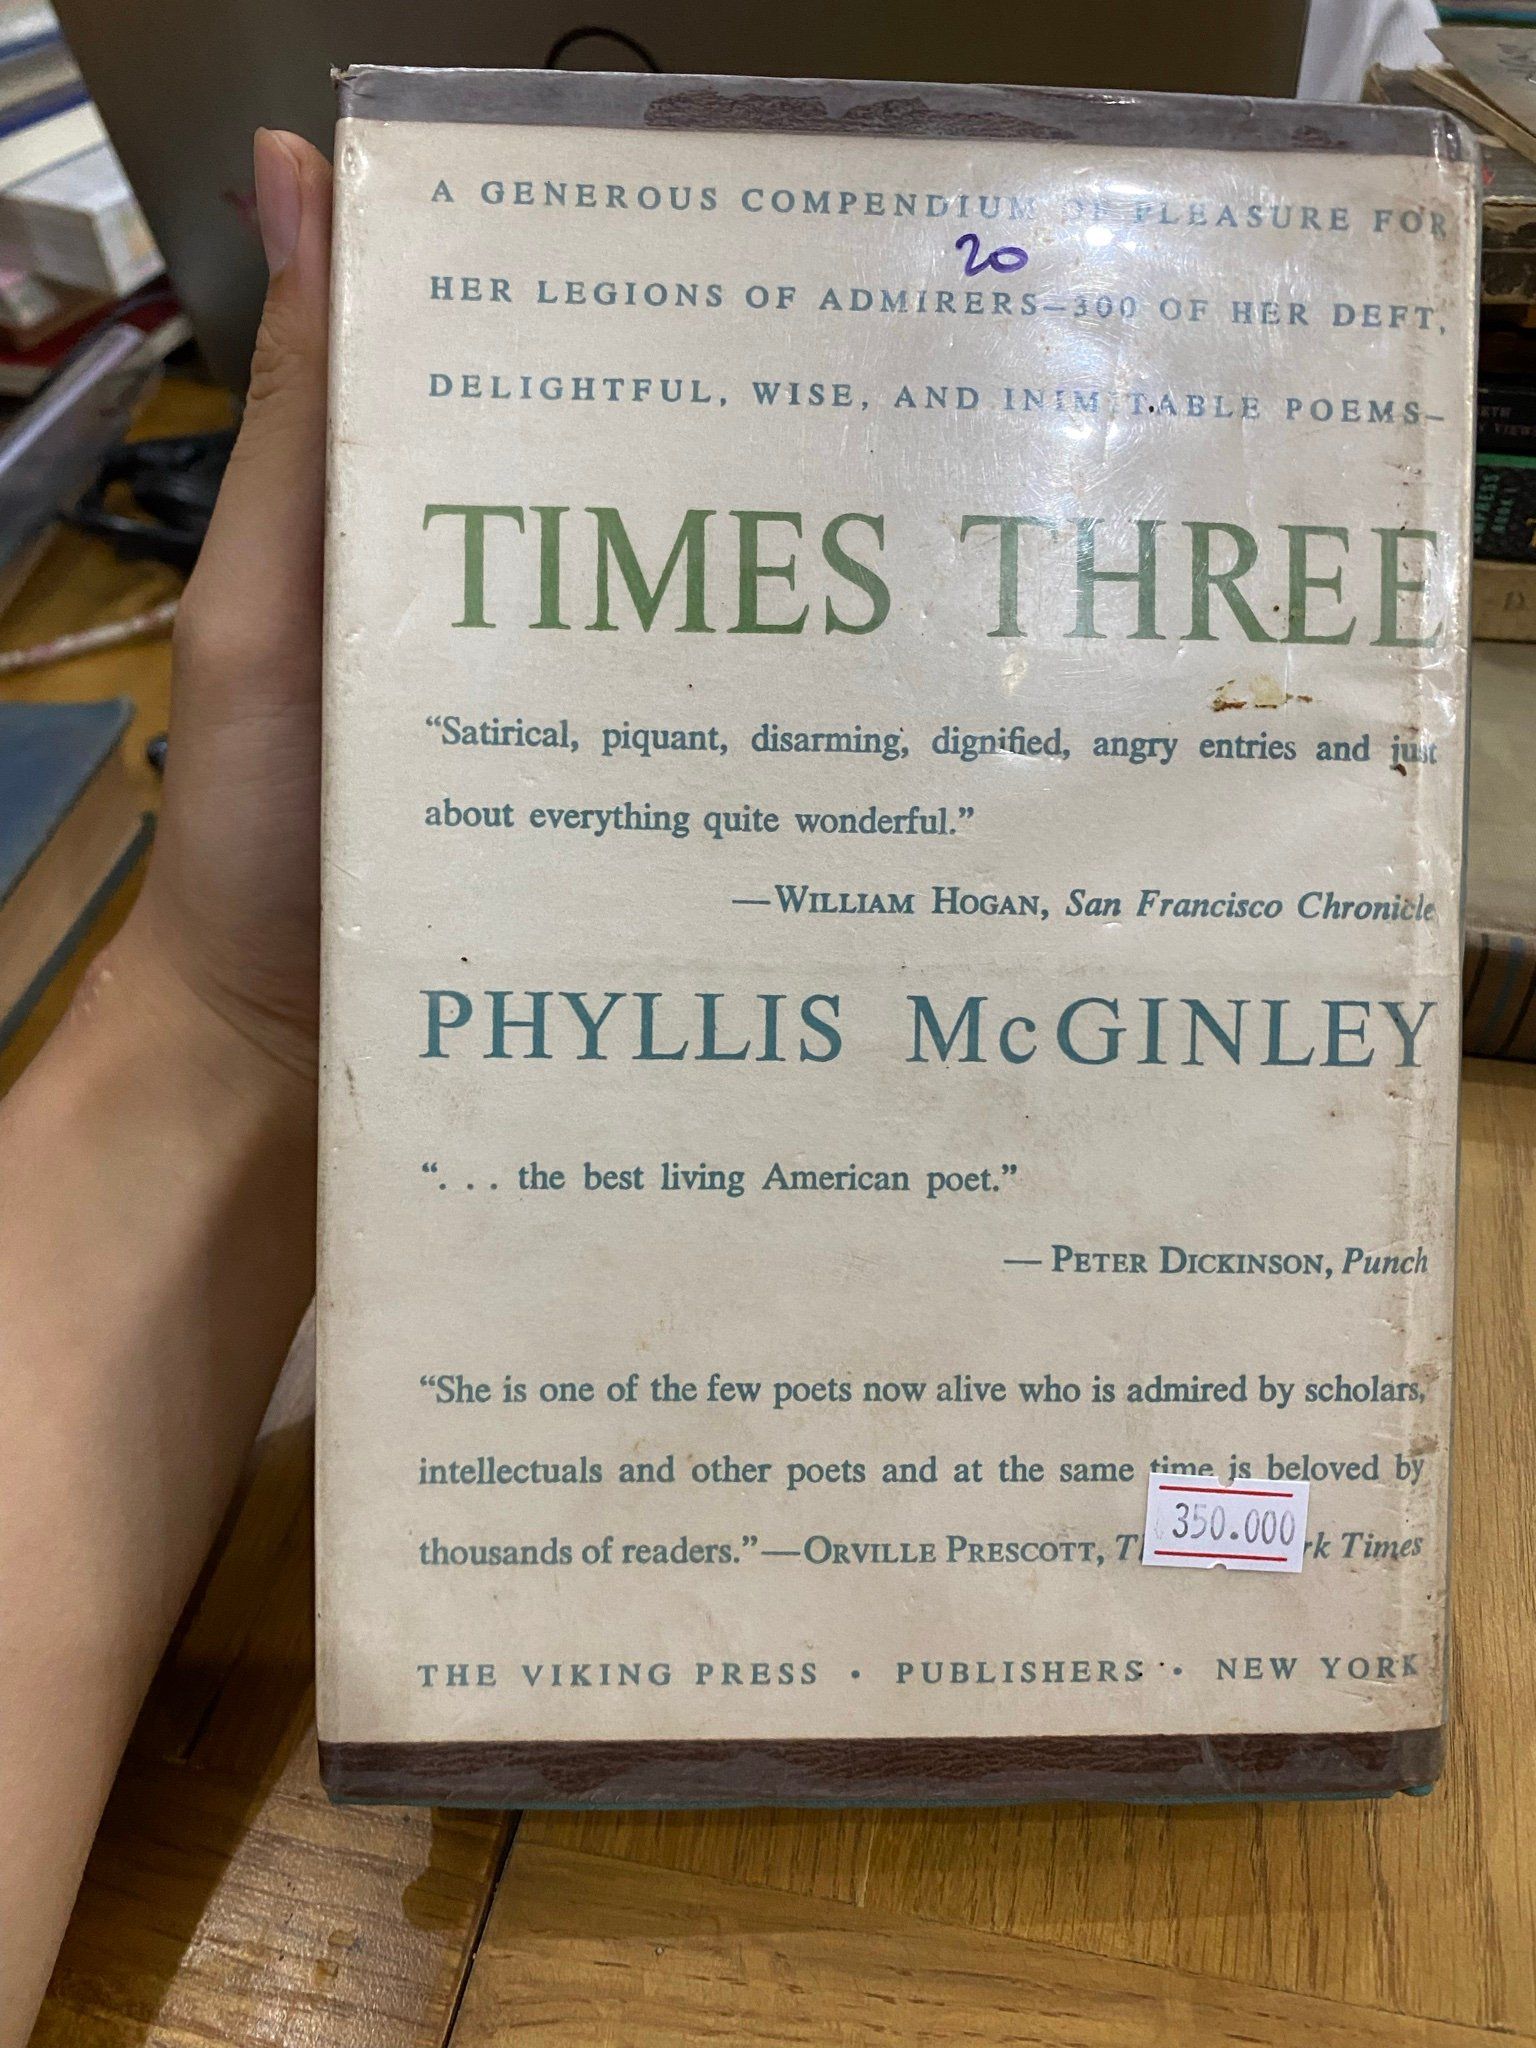 A GENEROUS COMPENDIUM OF PLEASURE FOR
20
HER LEGIONS OF ADMIRERS—300 OF HER DEFT,
DELIGHTFUL, WISE, AND INIMITABLE POEMS—
TIMES THREE
“Satirical, piquant, disarming, dignified, angry entries and just
about everything quite wonderful.”
—WILLIAM HOGAN, San Francisco Chronicle
PHYLLIS McGINLEY
“. . . the best living American poet.”
— PETER DICKINSON, Punch
“She is one of the few poets now alive who is admired by scholars,
intellectuals and other poets and at the same time is beloved by
thousands of readers.”—ORVILLE PRESCOTT, T rk Times
350.000
THE VIKING PRESS • PUBLISHERS • NEW YORK